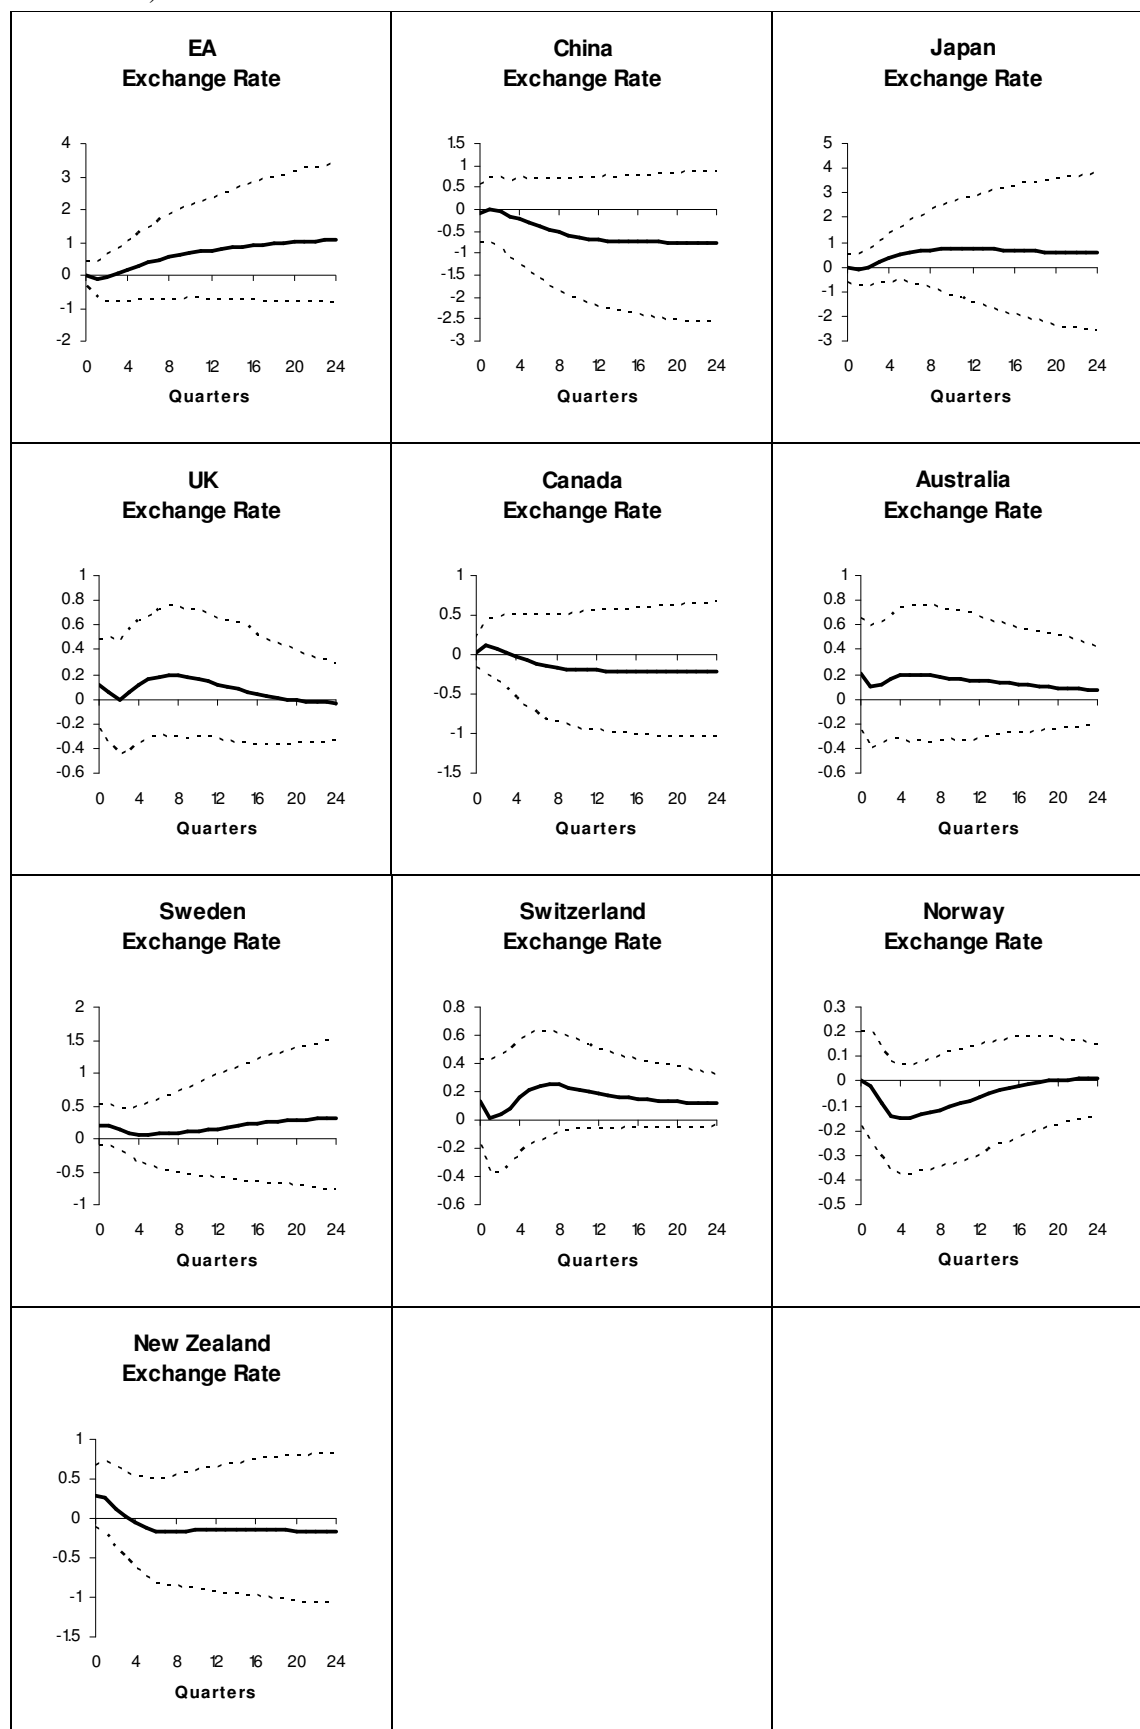 EA
Exchange Rate
4
3
2
1
0
-1
-2
0 4 8 12 16 20 24
Quarters
China
Exchange Rate
1.5
1
0.5
0
-0.5
-1
-1.5
-2
-2.5
-3
0 4 8 12 16 20 24
Quarters
Japan
Exchange Rate
5
4
3
2
1
0
-1
-2
-3
0 4 8 12 16 20 24
Quarters
UK
Exchange Rate
1
0.8
0.6
0.4
0.2
0
-0.2
-0.4
-0.6
0 4 8 12 16 20 24
Quarters
Canada
Exchange Rate
1
0.5
0
-0.5
-1
-1.5
0 4 8 12 16 20 24
Quarters
Australia
Exchange Rate
1
0.8
0.6
0.4
0.2
0
-0.2
-0.4
-0.6
0 4 8 12 16 20 24
Quarters
Sweden
Exchange Rate
2
1.5
1
0.5
0
-0.5
-1
0 4 8 12 16 20 24
Quarters
Switzerland
Exchange Rate
0.8
0.6
0.4
0.2
0
-0.2
-0.4
-0.6
0 4 8 12 16 20 24
Quarters
Norway
Exchange Rate
0.3
0.2
0.1
0
-0.1
-0.2
-0.3
-0.4
-0.5
0 4 8 12 16 20 24
Quarters
New Zealand
Exchange Rate
1
0.5
0
-0.5
-1
-1.5
0 4 8 12 16 20 24
Quarters